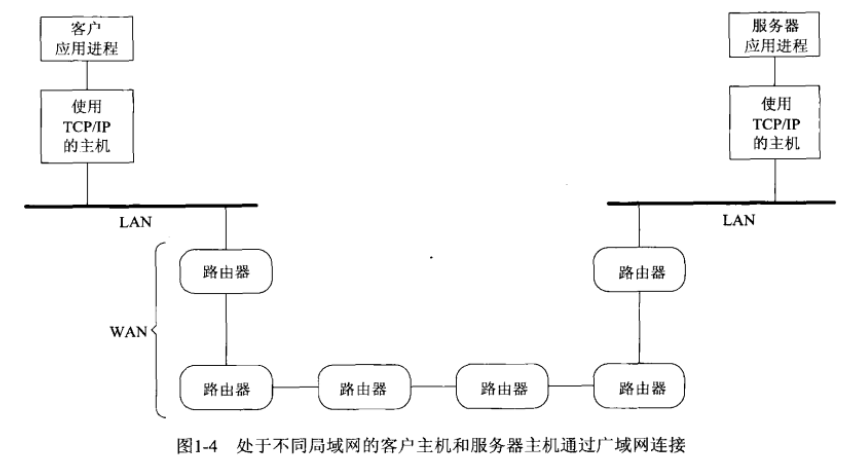 客户
应用进程
服务器
应用进程
使用
TCP/IP
的主机
使用
TCP/IP
的主机
LAN
LAN
路由器
路由器
WAN
路由器
路由器
路由器
路由器
图1-4 处于不同局域网的客户主机和服务器主机通过广域网连接